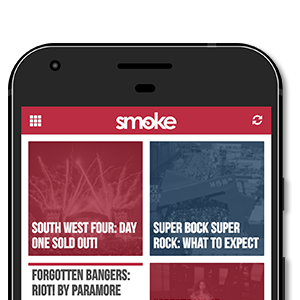 smoke
SOUTH WEST FOUR: DAY
ONE SOLD OUT!
SUPER BOCK SUPER
ROCK: WHAT TO EXPECT
FORGOTTEN BANGERS:
RIOT! BY PARAMORE